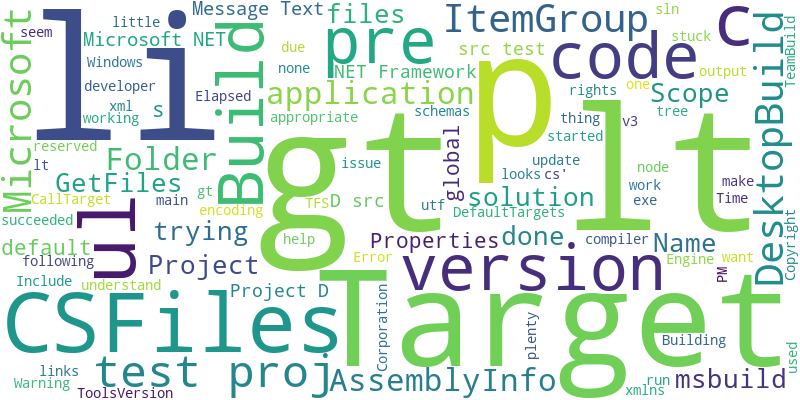 seem
little
Message Text
files
ItemGroup
c
sln
stuck
TeamBuild
Microsoft
li
Microsoft NET
Build
due
pre
src test
code
Windows
none
NET Framework
rights
one
output
developer
Elapsed
application
p
Scope
DesktopBuild
xml
s
appropriate
schemas
thing
v3
tree
working
reserved
gt
lt
started
lt
Folder
issue
global
update
node
GetFiles
gt
looks
cs'
work
make
CallTarget
main
TFS
D src
utf
solution
exe
Time
succeeded
ul
encoding
DefaultTargets
default
trying
help
Properties
done
compiler
Name
Engine
want
Copyright
following
Project
Error
version
PM
Include
understand
Project D
Corporation
CSFiles
Target
plenty
Building
used
links
test proj
AssemblyInfo
run
msbuild
Warning
ToolsVersion
xmlns